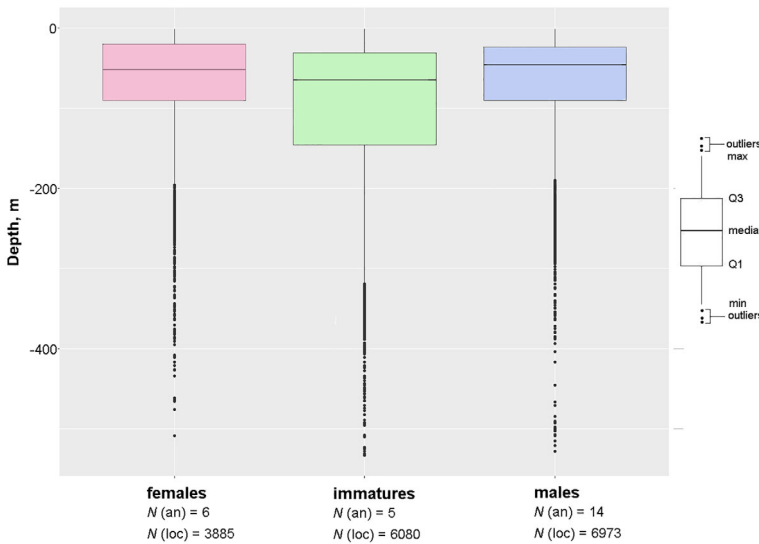 0
-200
-400
Depth, m
females
N (an) = 6
N (loc) = 3885
immatures
N (an) = 5
N (loc) = 6080
males
N (an) = 14
N (loc) = 6973
outliers
max
Q3
media
Q1
min
outliers